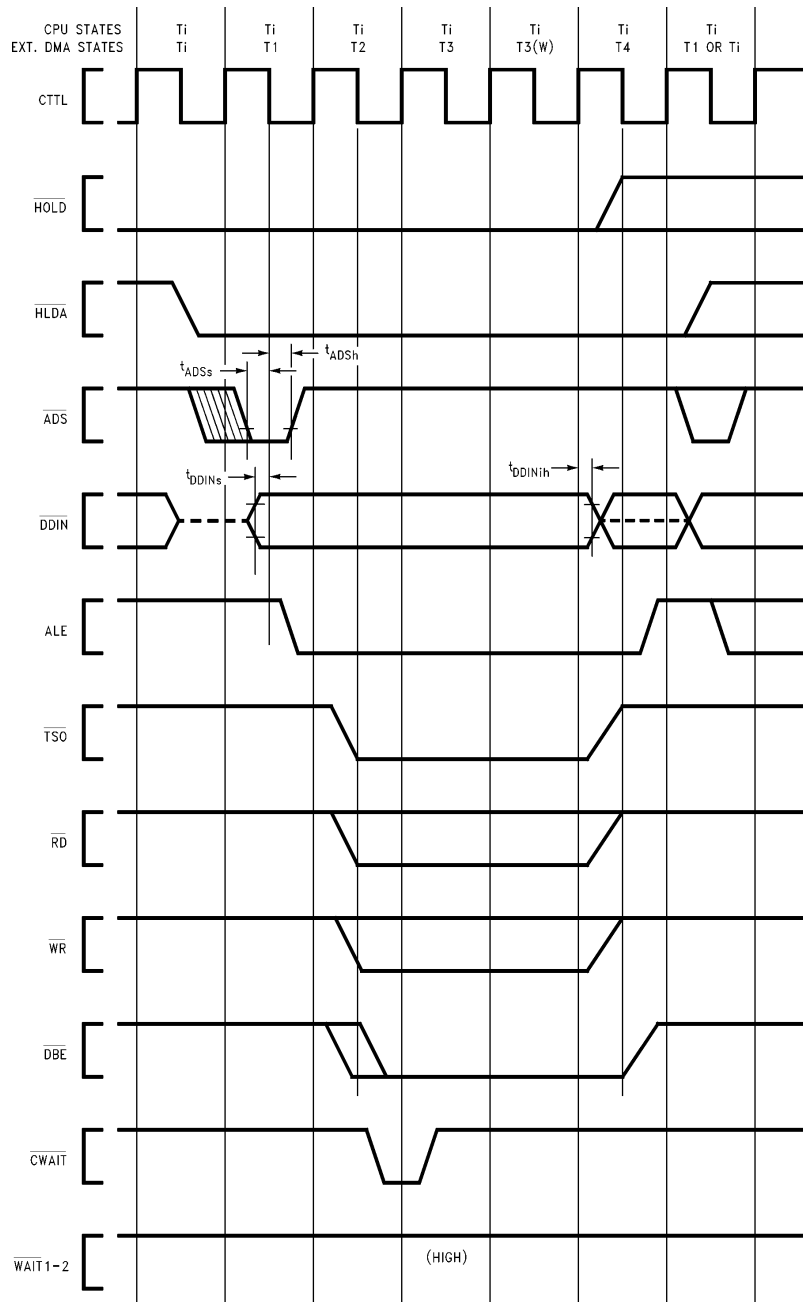 CPU STATES Ti Ti Ti Ti Ti Ti Ti
EXT. DMA STATES Ti T1 T2 T3 T3(W) T4 T1 OR Ti
CTTL
HOLD
HLDA
tADSs
tADSh
ADS
tDDINs
tDDINih
DDIN
ALE
TSO
RD
WR
DBE
CWAIT
WAIT1-2
(HIGH)